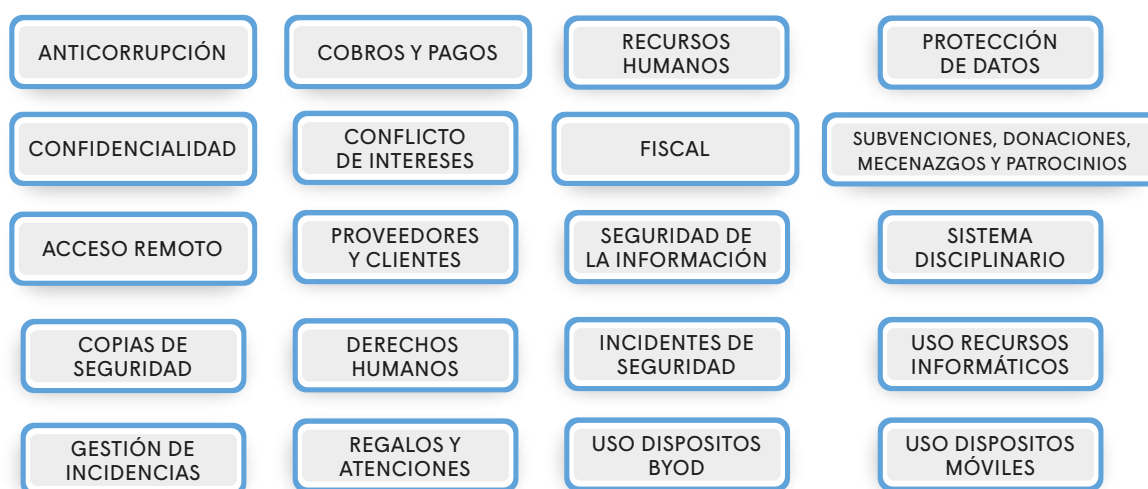 ANTICORRUPCIÓN
COBROS Y PAGOS
RECURSOS
HUMANOS
PROTECCIÓN
DE DATOS
CONFIDENCIALIDAD
CONFLICTO
DE INTERESES
FISCAL
SUBVENCIONES, DONACIONES,
MECENAZGOS Y PATROCINIOS
ACCESO REMOTO
PROVEEDORES
Y CLIENTES
SEGURIDAD DE
LA INFORMACIÓN
SISTEMA
DISCIPLINARIO
COPIAS DE
SEGURIDAD
DERECHOS
HUMANOS
INCIDENTES DE
SEGURIDAD
USO RECURSOS
INFORMÁTICOS
GESTIÓN DE
INCIDENCIAS
REGALOS Y
ATENCIONES
USO DISPOSITOS
BYOD
USO DISPOSITOS
MÓVILES